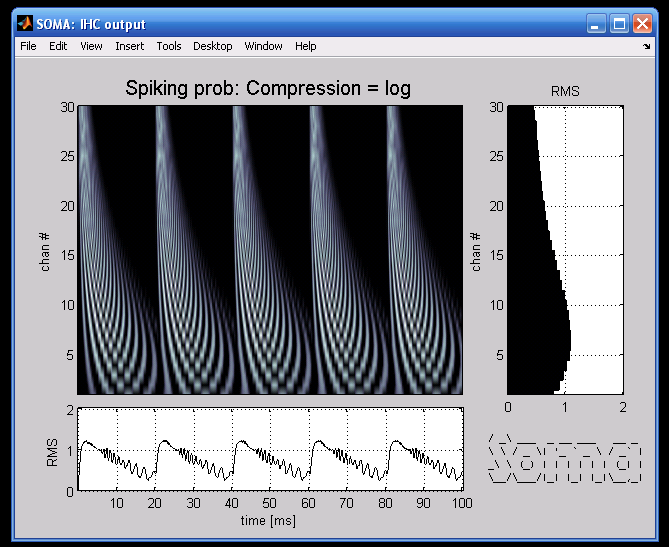 SOMA: IHC output
File Edit View Insert Tools Desktop Window Help
Spiking prob: Compression = log
RMS
30
25
20
15
10
5
chan #
30
25
20
15
10
5
chan #
0 1 2
2
1
0
RMS
10 20 30 40 50 60 70 80 90 100
time [ms]